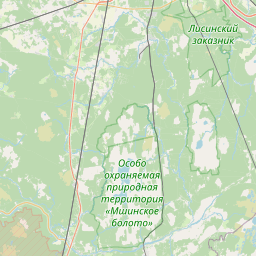 Лисинский
заказник
Особо
охраняемая
природная
территория
«Мшинское
болото»